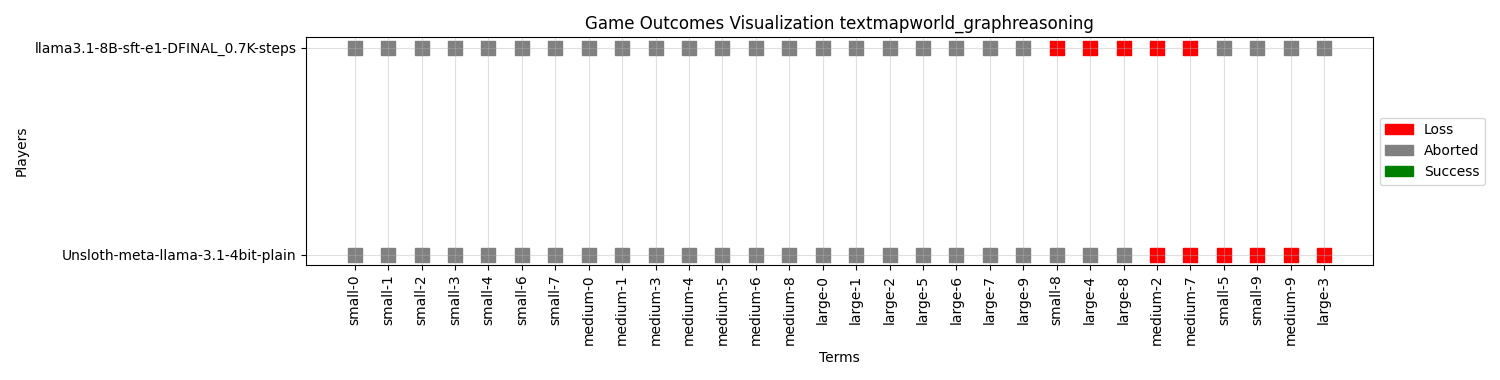 Game Outcomes Visualization textmapworld_graphreasoning
Players
llama3.1-8B-sft-e1-DFINAL_0.7K-steps
Unsloth-meta-llama-3.1-4bit-plain
small-0
small-1
small-2
small-3
small-4
small-6
small-7
medium-0
medium-1
medium-3
medium-4
medium-5
medium-6
medium-8
large-0
large-1
large-2
large-5
large-6
large-7
large-9
small-8
large-4
large-8
medium-2
medium-7
small-5
small-9
medium-9
large-3
Terms
Loss
Aborted
Success